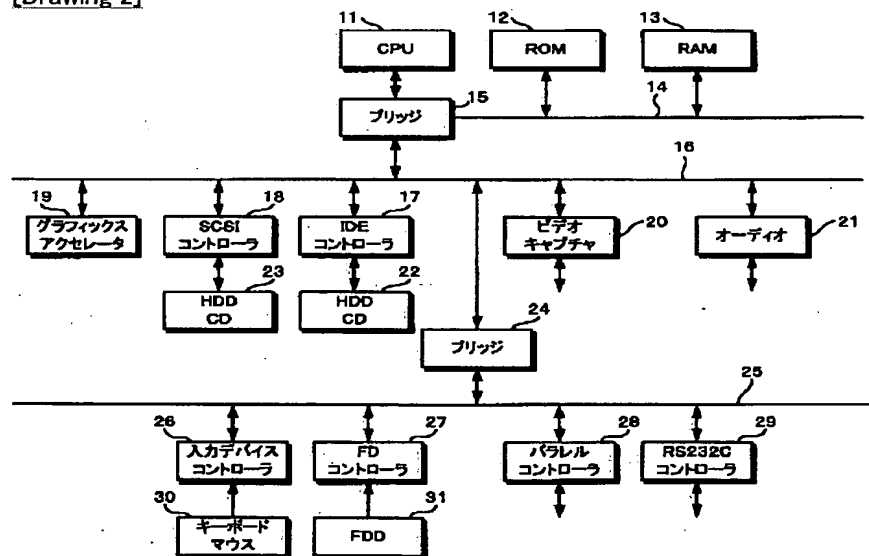 [Drawing 2]
11
CPU
12
ROM
13
RAM
15
ブリッジ
14
16
19
グラフィックス
アクセレータ
18
SCSI
コントローラ
17
IDE
コントローラ
ビデオ
キャプチャ
20
オーディオ
21
23
HDD
CD
22
HDD
CD
24
ブリッジ
25
26
入力デバイス
コントローラ
27
FD
コントローラ
28
パラレル
コントローラ
29
RS232C
コントローラ
30
キーボード
マウス
31
FDD